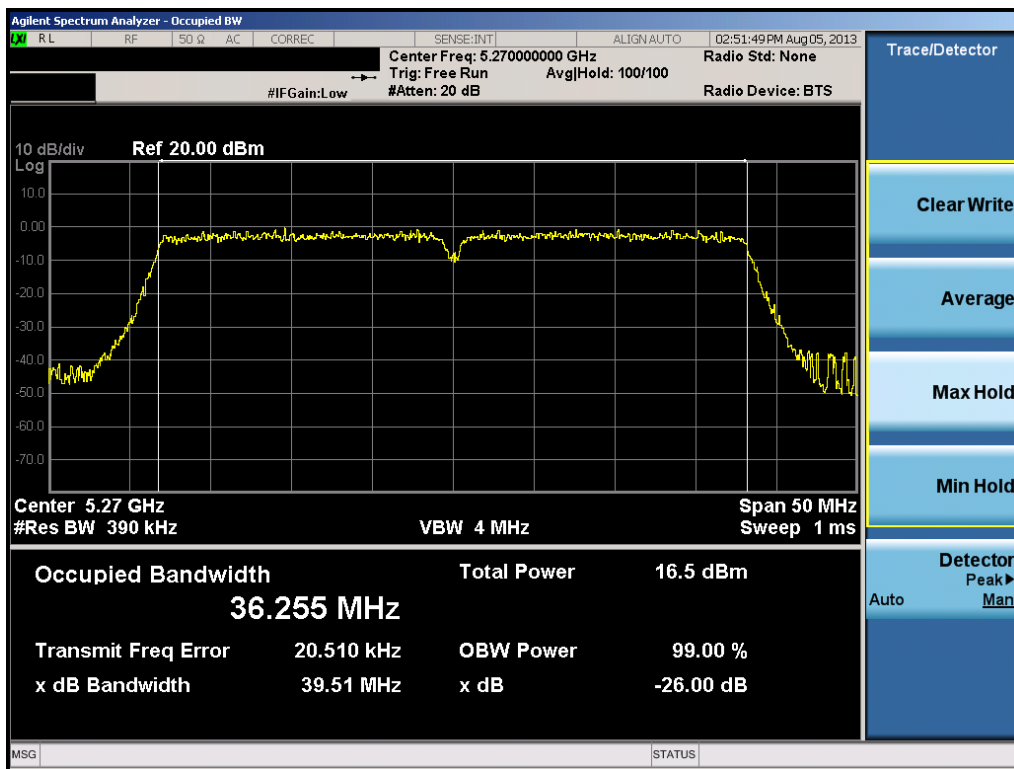 Agilent Spectrum Analyzer - Occupied BW
LXI RL RF 50 Ω AC CORREC SENSE:INT ALIGNAUTO 02:51:49PM Aug 05, 2013
Center Freq: 5.270000000 GHz Radio Std: None
Trig: Free Run Avg|Hold: 100/100
#IFGain:Low #Atten: 20 dB Radio Device: BTS
10 dB/div Ref 20.00 dBm
Log
10.0
0.00
-10.0
-20.0
-30.0
-40.0
-50.0
-60.0
-70.0
Center 5.27 GHz Span 50 MHz
#Res BW 390 kHz VBW 4 MHz Sweep 1 ms
Occupied Bandwidth Total Power 16.5 dBm
36.255 MHz
Transmit Freq Error 20.510 kHz OBW Power 99.00 %
x dB Bandwidth 39.51 MHz x dB -26.00 dB
MSG STATUS
Trace/Detector
Clear Write
Average
Max Hold
Min Hold
Detector
Peak▶
Auto Man